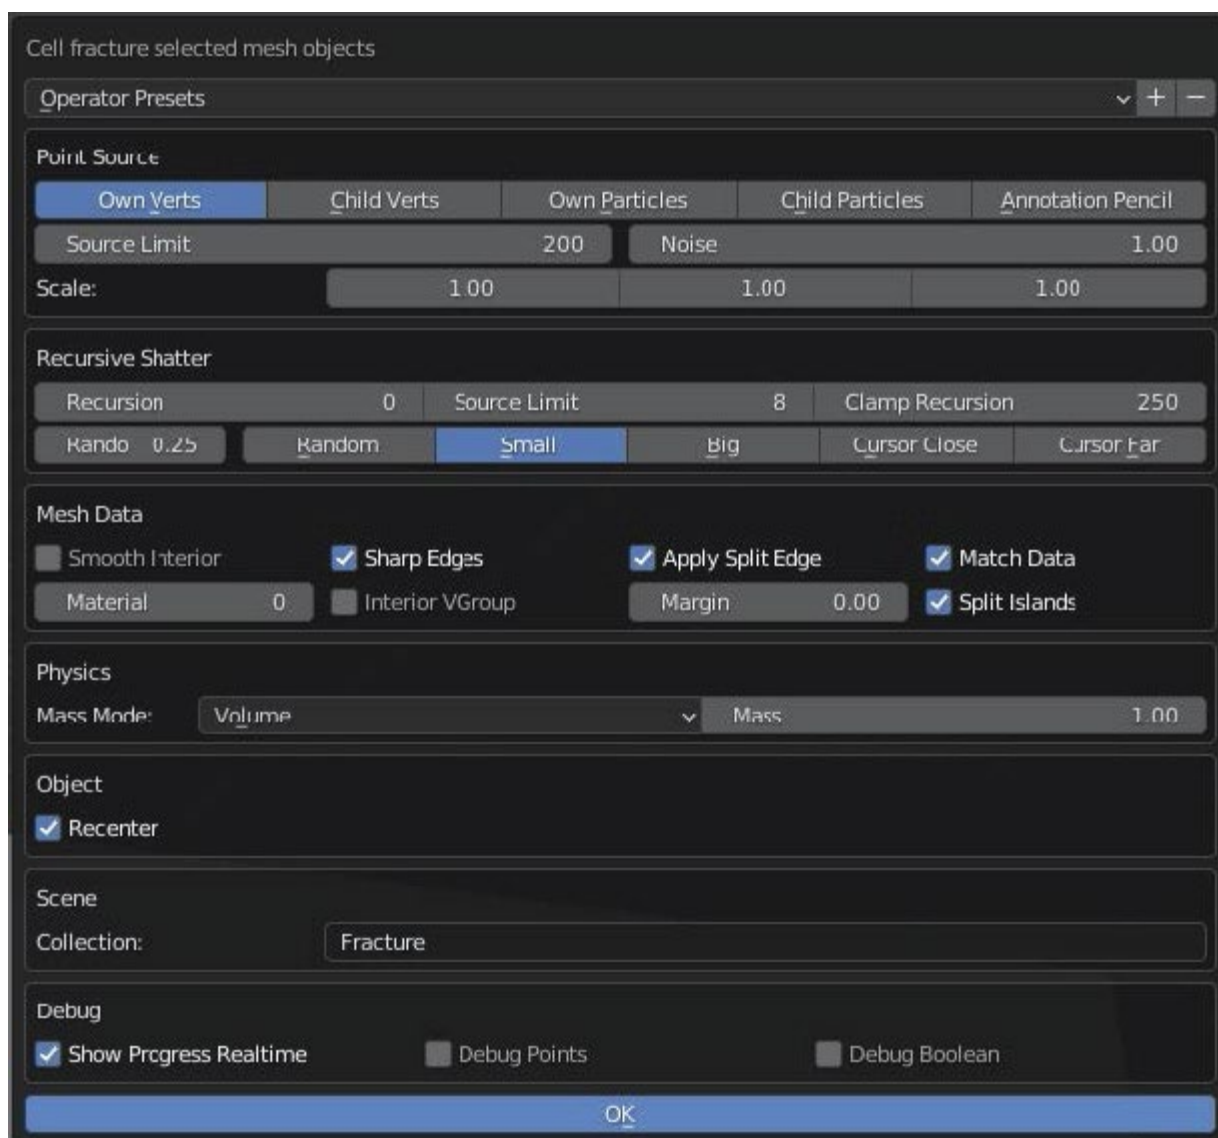 Cell fracture selected mesh objects
Operator Presets
Point Source
Own Verts Child Verts Own Particles Child Particles Annotation Pencil
Source Limit 200 Noise 1.00
Scale: 1.00 1.00 1.00
Recursive Shatter
Recursion 0 Source Limit 8 Clamp Recursion 250
Rando 0.25 Random Small Big Cursor Close Cursor Far
Mesh Data
Smooth Interior Sharp Edges Apply Split Edge Match Data
Material 0 Interior VGroup Margin 0.00 Split Islands
Physics
Mass Mode: Volume Mass 1.00
Object
Recenter
Scene
Collection: Fracture
Debug
Show Progress Realtime Debug Points Debug Boolean
OK